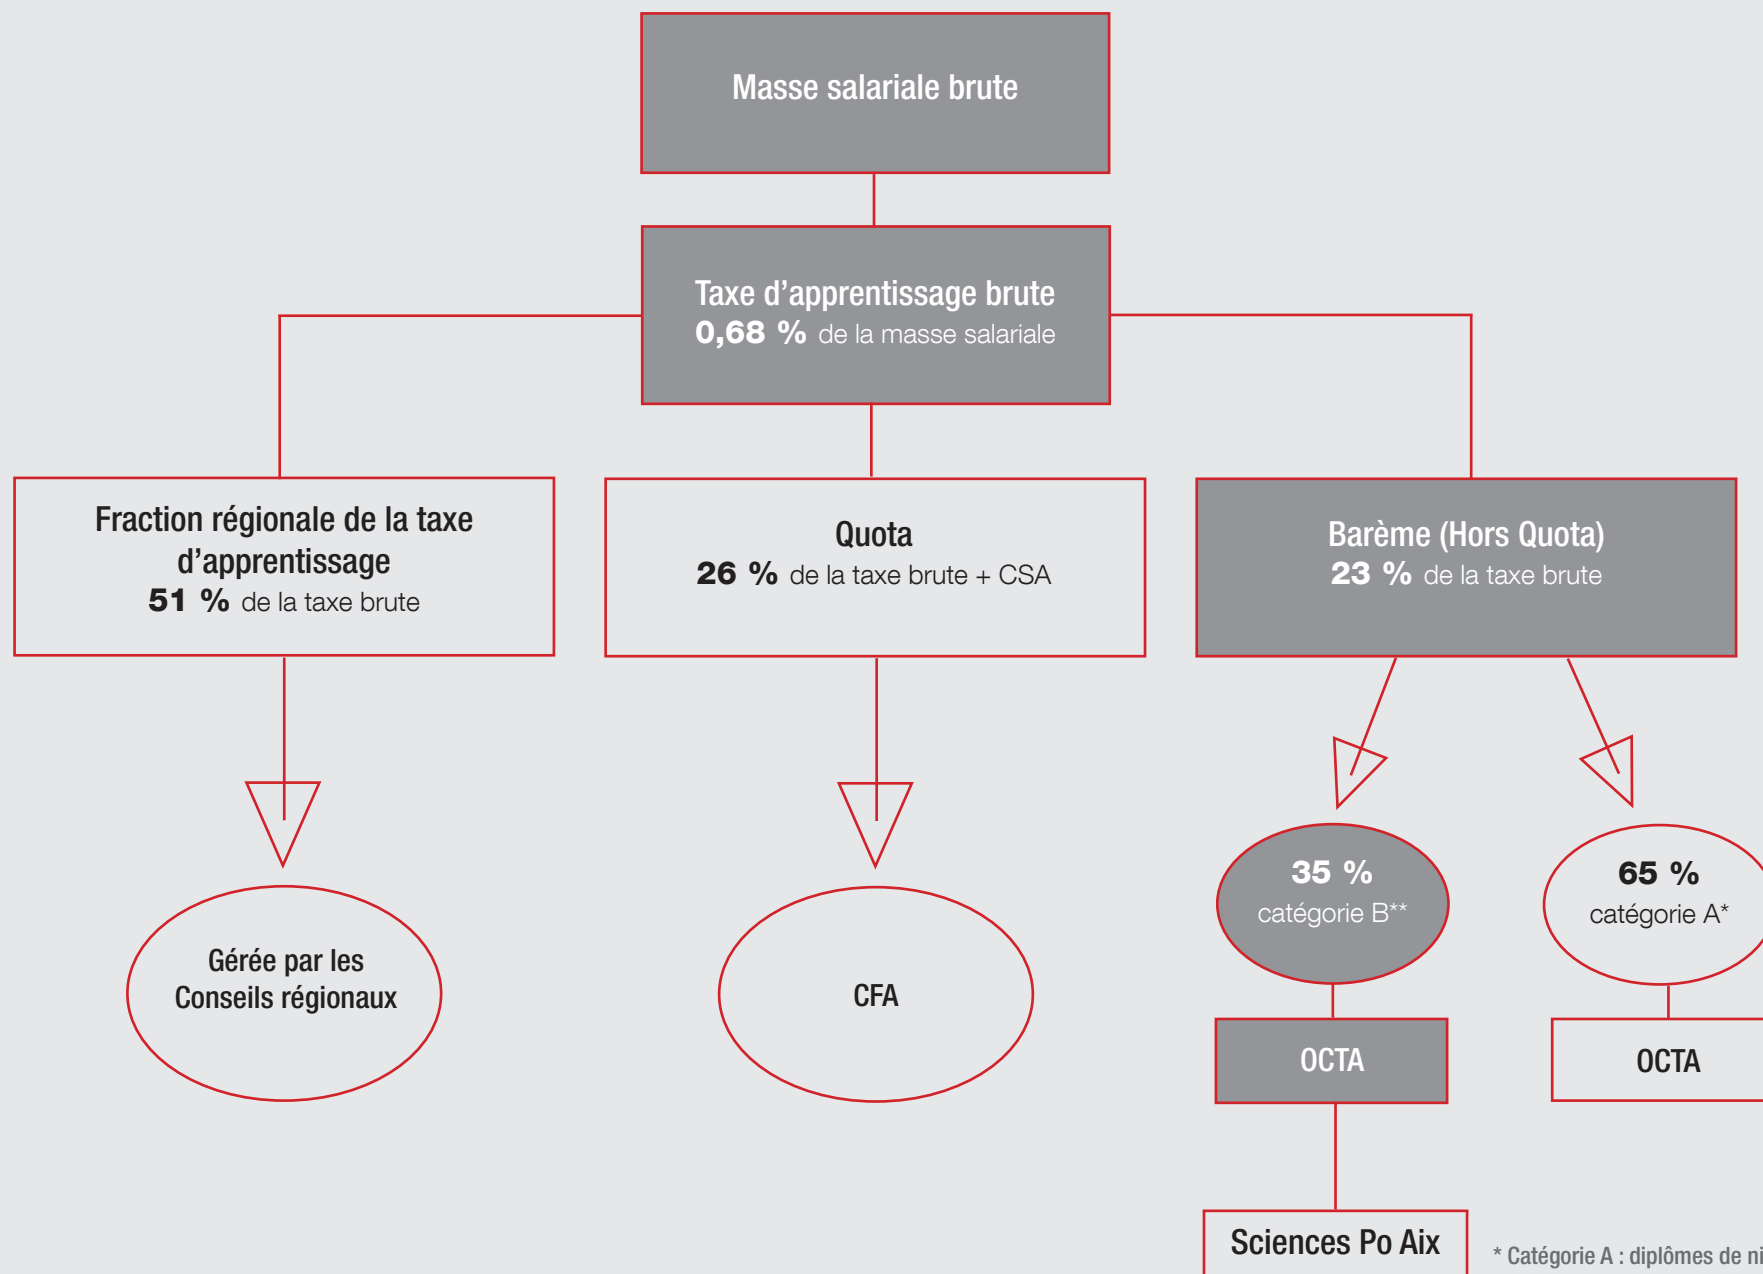 Masse salariale brute
Taxe d'apprentissage brute
0,68 % de la masse salariale
Fraction régionale de la taxe
d'apprentissage
51 % de la taxe brute
Quota
26 % de la taxe brute + CSA
Barème (Hors Quota)
23 % de la taxe brute
Gérée par les
Conseils régionaux
CFA
35 %
catégorie B**
65 %
catégorie A*
OCTA
OCTA
Sciences Po Aix
* Catégorie A : diplômes de